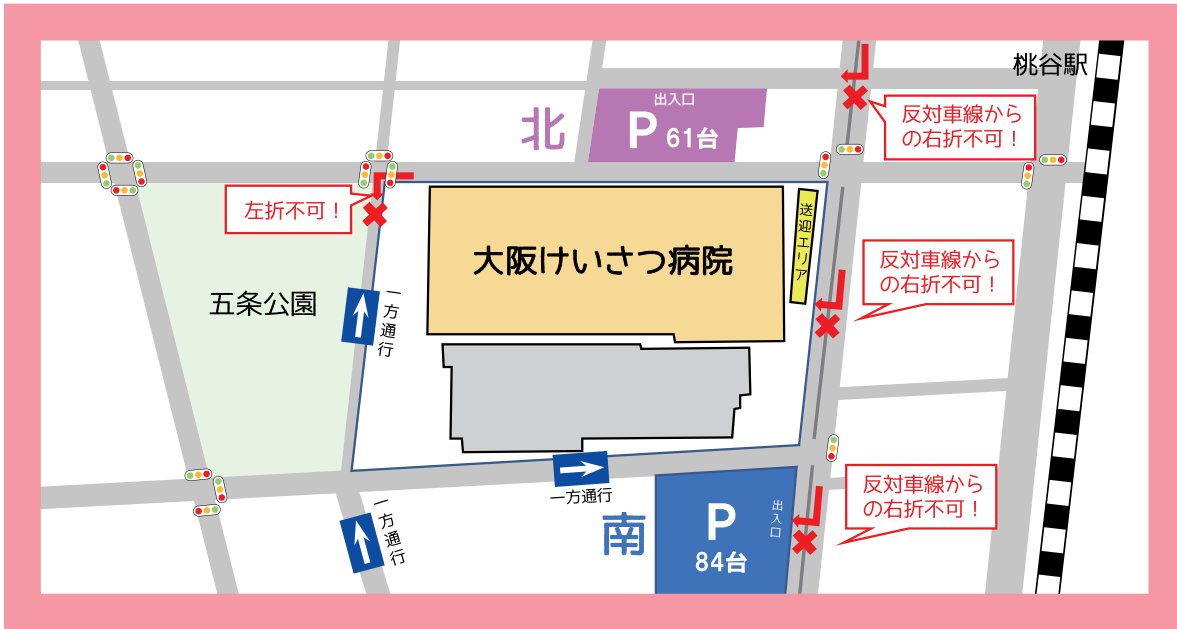 桃谷駅
出入口
北
P 61台
反対車線から
の右折不可！
左折不可！
大阪けいさつ病院
送迎エリア
反対車線から
の右折不可！
五条公園
一方通行
一方通行
反対車線から
の右折不可！
南
P
出入口
84台
一方通行